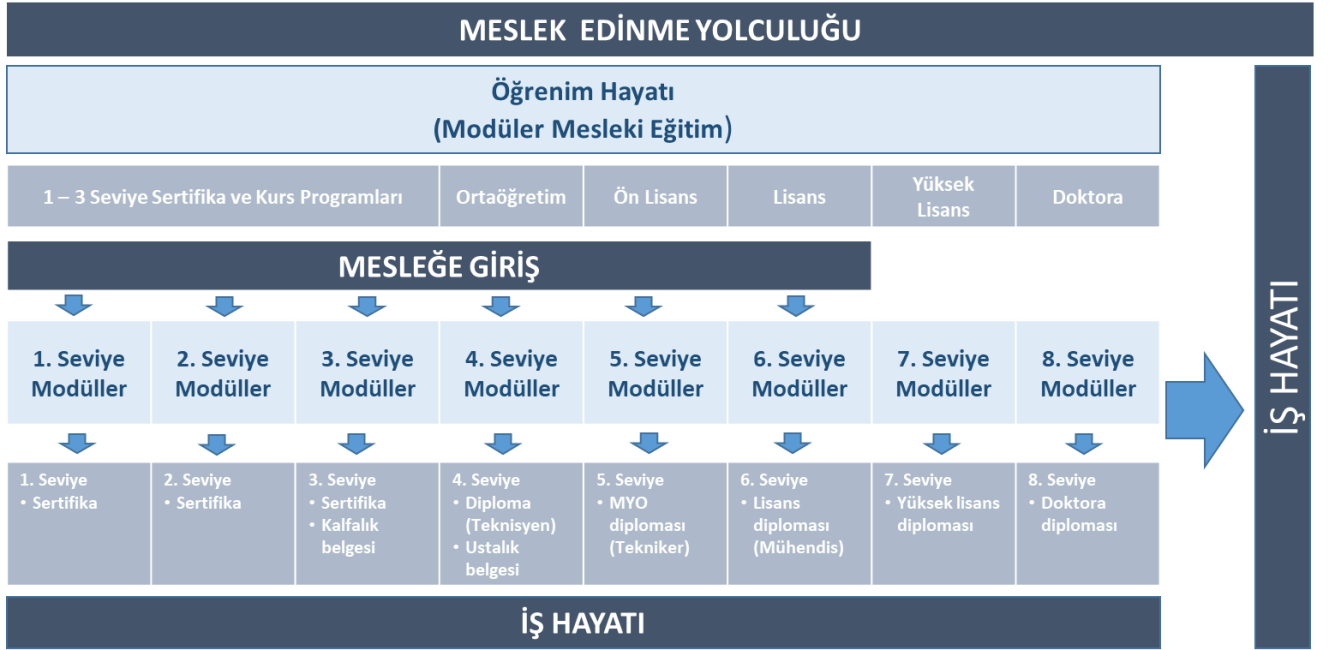 MESLEK EDİNME YOLCULUĞU
Öğrenim Hayatı
(Modüler Mesleki Eğitim)
1 – 3 Seviye Sertifika ve Kurs Programları
Ortaöğretim
Ön Lisans
Lisans
Yüksek
Lisans
Doktora
MESLEĞE GİRİŞ
1. Seviye
Modüller
2. Seviye
Modüller
3. Seviye
Modüller
4. Seviye
Modüller
5. Seviye
Modüller
6. Seviye
Modüller
7. Seviye
Modüller
8. Seviye
Modüller
1. Seviye
• Sertifika
2. Seviye
• Sertifika
3. Seviye
• Sertifika
• Kalfalık
belgesi
4. Seviye
• Diploma
(Teknisyen)
• Ustalık
belgesi
5. Seviye
• MYO
diploması
(Tekniker)
6. Seviye
• Lisans
diploması
(Mühendis)
7. Seviye
• Yüksek lisans
diploması
8. Seviye
• Doktora
diploması
İŞ HAYATI
İŞ HAYATI